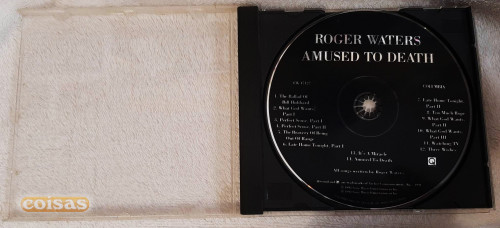 ROGER WATERS
AMUSED TO DEATH
COLUMBIA
1. The Ballad Of
Bill Hubbard
2. What God Wants,
Part I
3. Perfect Sense, Part I
4. Perfect Sense, Part II
5. The Bravery Of Being
Out Of Range
6. Late Home Tonight, Part I
7. Late Home Tonight,
Part II
8. Too Much Rope
9. What God Wants,
Part II
10. What God Wants,
Part III
11. Watching TV
12. Three Wishes
13. It's A Miracle
14. Amused To Death
All songs written by Roger Waters
coisas